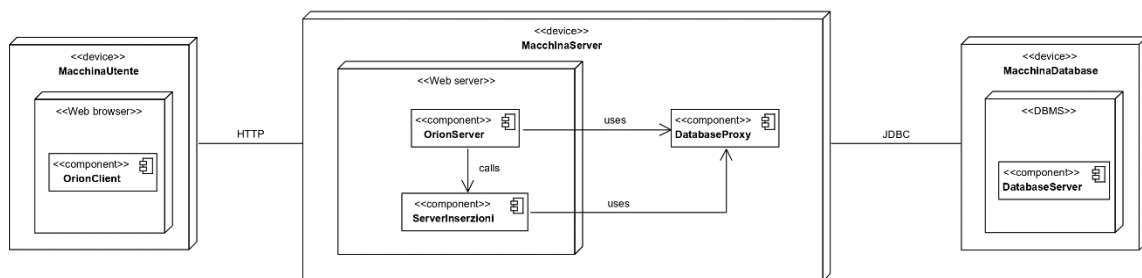 <<device>>
MacchinaUtente
<<Web browser>>
<<component>>
OrionClient
HTTP
<<device>>
MacchinaServer
<<Web server>>
<<component>>
OrionServer
uses
<<component>>
DatabaseProxy
calls
<<component>>
ServerInserzioni
uses
JDBC
<<device>>
MacchinaDatabase
<<DBMS>>
<<component>>
DatabaseServer